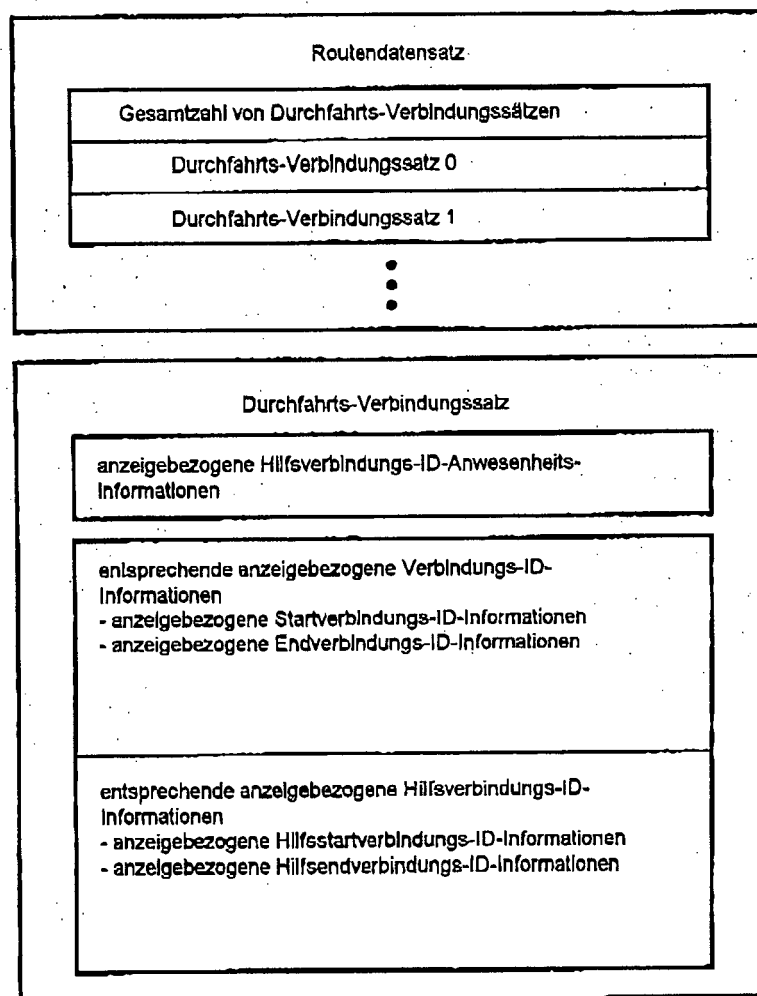 Routendatensatz
Gesamtzahl von Durchfahrts-Verbindungssätzen
Durchfahrts-Verbindungssatz 0
Durchfahrts-Verbindungssatz 1
Durchfahrts-Verbindungssatz
anzeigebezogene Hilfsverbindungs-ID-Anwesenheits-
Informationen
entsprechende anzeigebezogene Verbindungs-ID-
Informationen
- anzeigebezogene Startverbindungs-ID-Informationen
- anzeigebezogene Endverbindungs-ID-Informationen
entsprechende anzeigebezogene Hilfsverbindungs-ID-
Informationen
- anzeigebezogene Hilfsstartverbindungs-ID-Informationen
- anzeigebezogene Hilfsendverbindungs-ID-Informationen